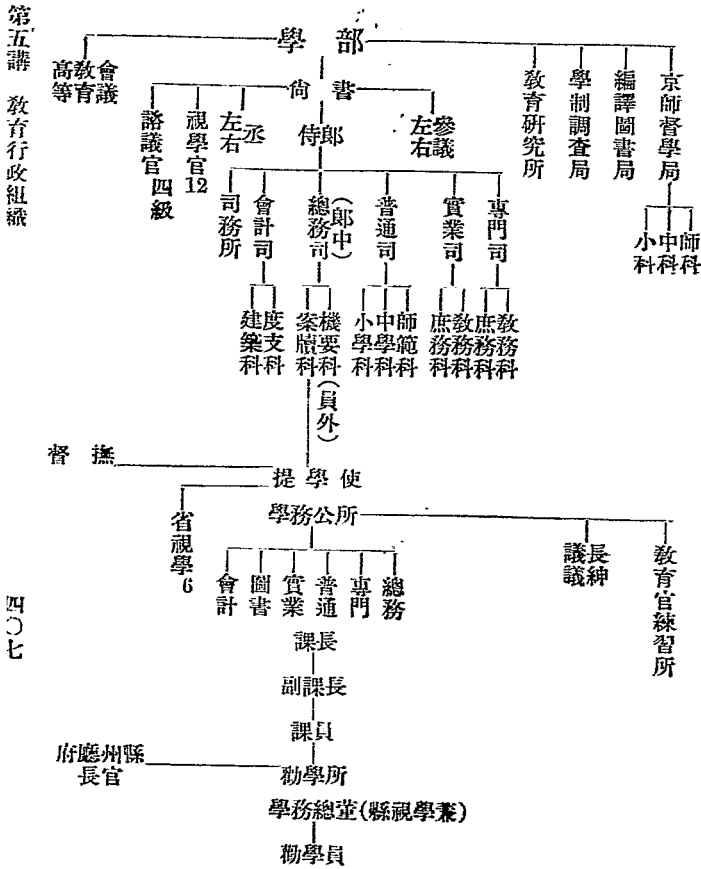 第五講　教育行政組織
學部
高等教育會議
教育研究所
學制調查局
編譯圖書局
京師督學局
師科
中科
小科
尙書
諮議官四級
視學官12
左右丞
左右參議
侍郎
司務所
會計司
總務司(郎中)
普通司
實業司
專門司
建築科
度支科
案牘科
機要科(員外)
小學科
中學科
師範科
庶務科
教務科
庶務科
教務科
督撫
提學使
省視學6
學務公所
議長
議紳
教育官練習所
會計
圖書
實業
普通
專門
總務
課長
副課長
課員
府廳州縣長官
勸學所
學務總董(縣視學兼)
勸學員
四〇七